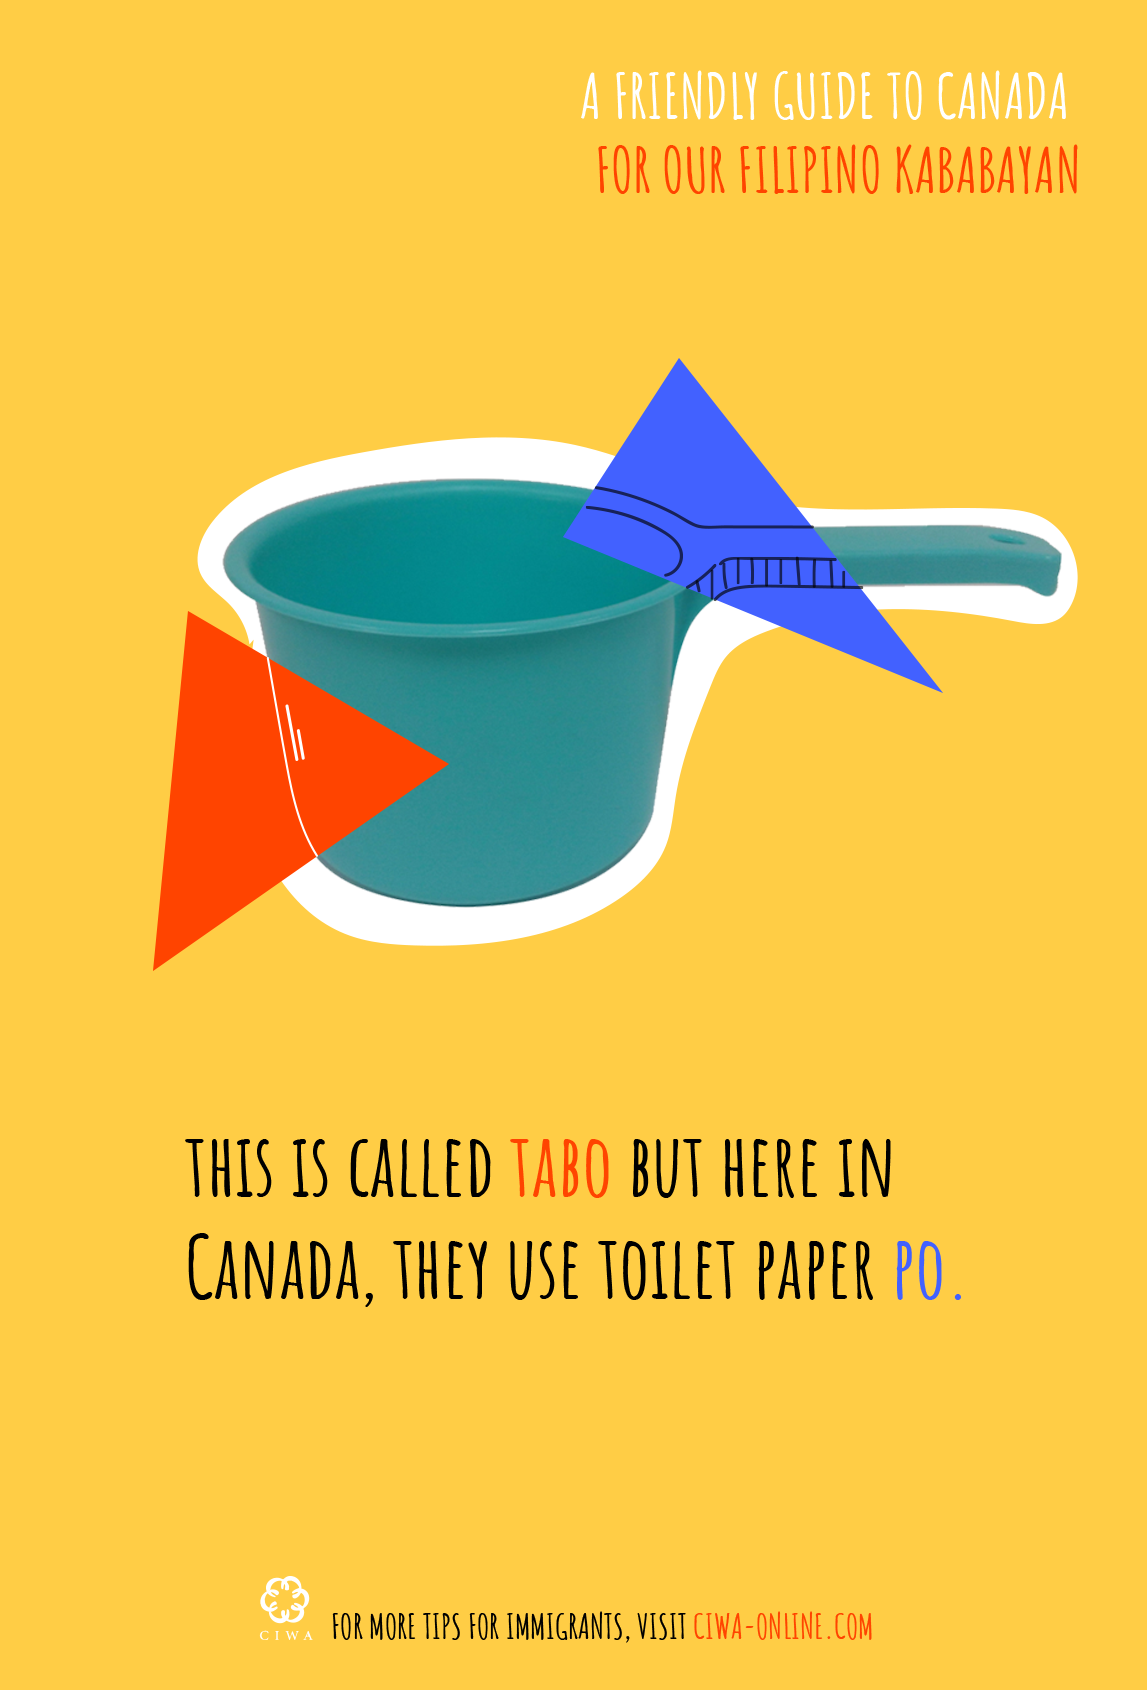 A FRIENDLY GUIDE TO CANADA
FOR OUR FILIPINO KABABAYAN
THIS IS CALLED TABO BUT HERE IN
CANADA, THEY USE TOILET PAPER PO.
CIWA
FOR MORE TIPS FOR IMMIGRANTS, VISIT CIWA-ONLINE.COM